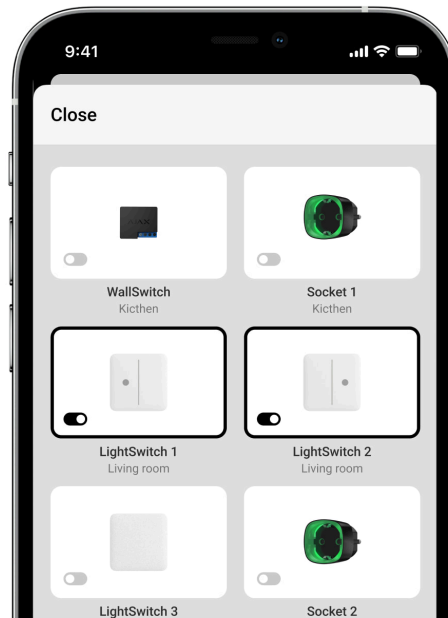 9:41
Close
AJAX
WallSwitch
Kicthen
Socket 1
Kicthen
LightSwitch 1
Living room
LightSwitch 2
Living room
LightSwitch 3
Socket 2